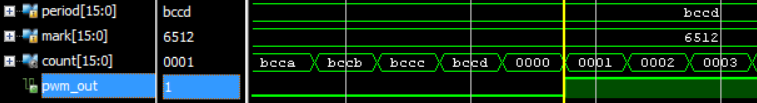 period[15:0] bccd bccd
mark[15:0] 6512 6512
count[15:0] 0001 bcca bccb bccc bccd 0000 0001 0002 0003
pwm_out 1